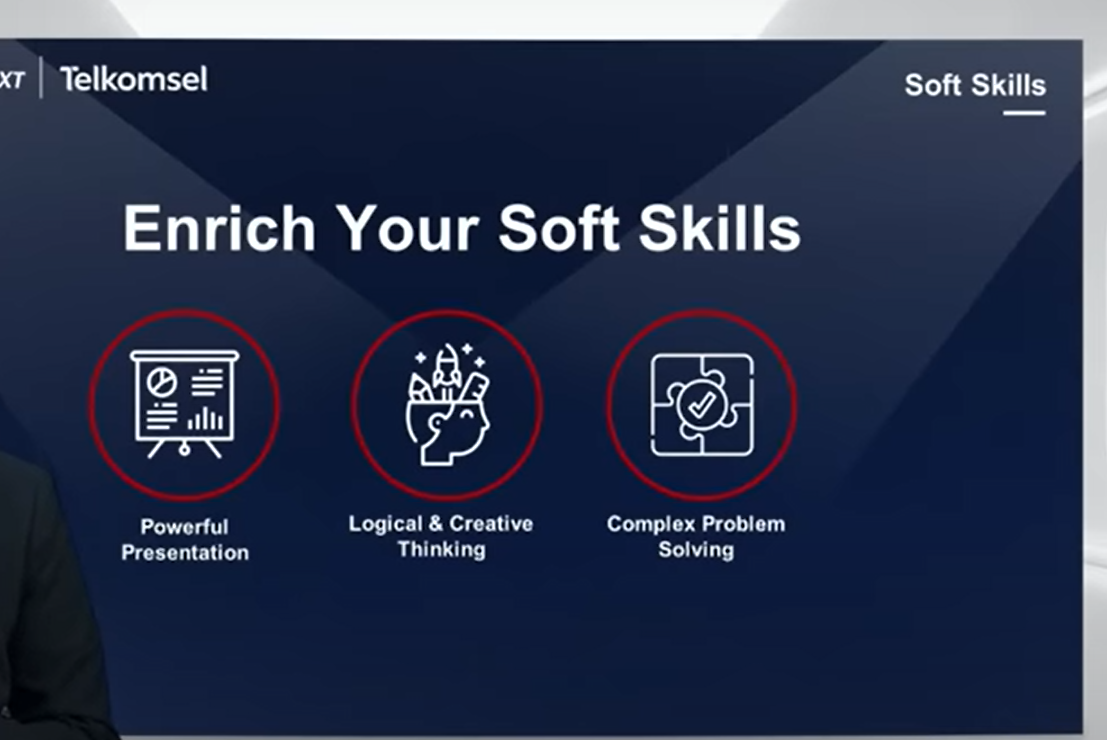 XT | Telkomsel
Soft Skills
Enrich Your Soft Skills
Powerful
Presentation
Logical & Creative
Thinking
Complex Problem
Solving